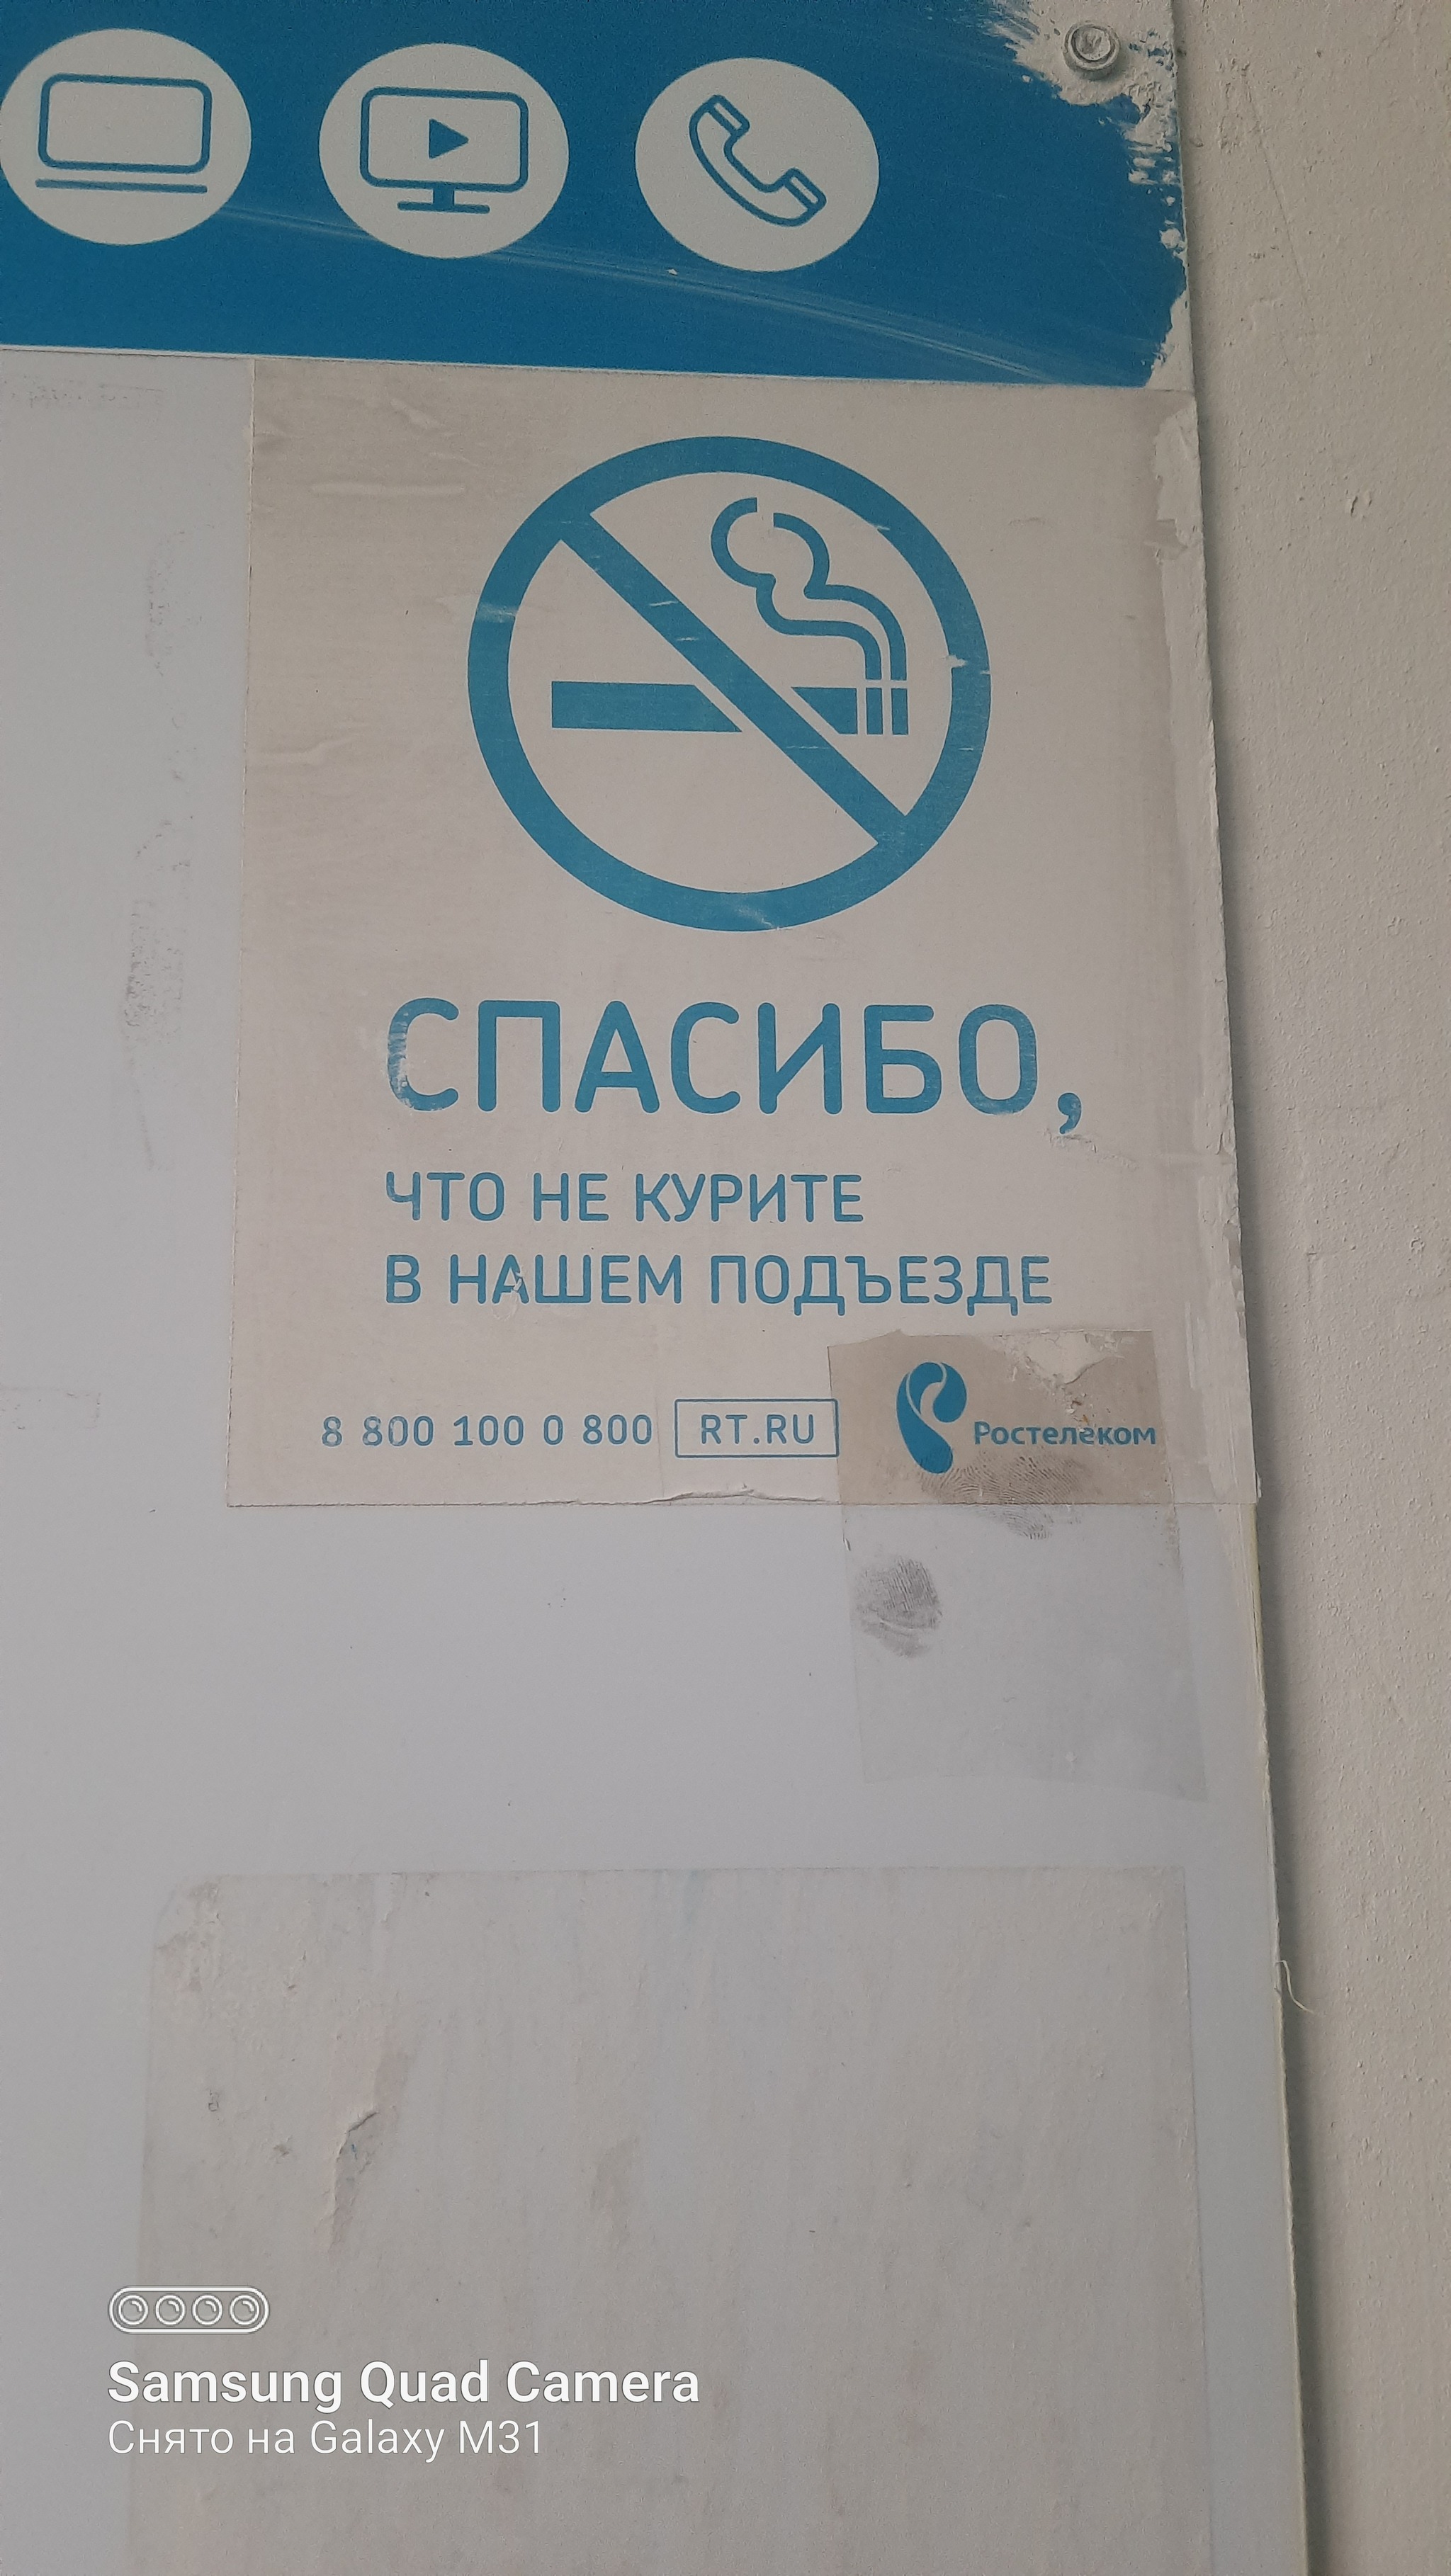 СПАСИБО,
ЧТО НЕ КУРИТЕ
В НАШЕМ ПОДЪЕЗДЕ
8 800 100 0 800 RT.RU Ростелеком
Samsung Quad Camera
Снято на Galaxy M31